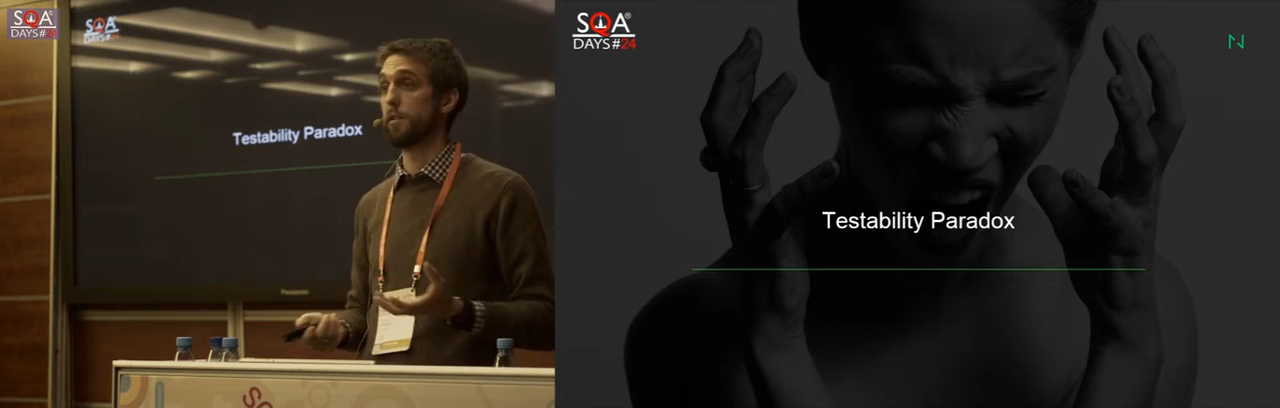 SQA
DAYS#24
SQA
DAYS#24
Testability Paradox
Panasonic
SQA®
DAYS#24
Testability Paradox